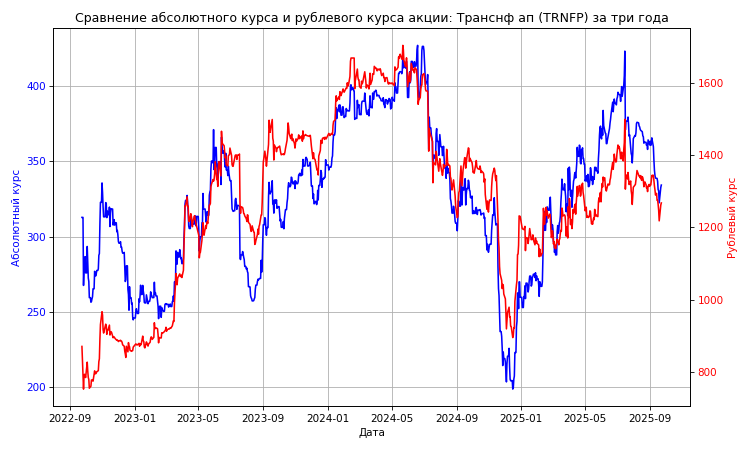 Сравнение абсолютного курса и рублевого курса акции: Транснф ап (TRNFP) за три года
Абсолютный курс
400
350
300
250
200
1600
1400
1200
1000
800
Рублевый курс
2022-09 2023-01 2023-05 2023-09 2024-01 2024-05 2024-09 2025-01 2025-05 2025-09
Дата